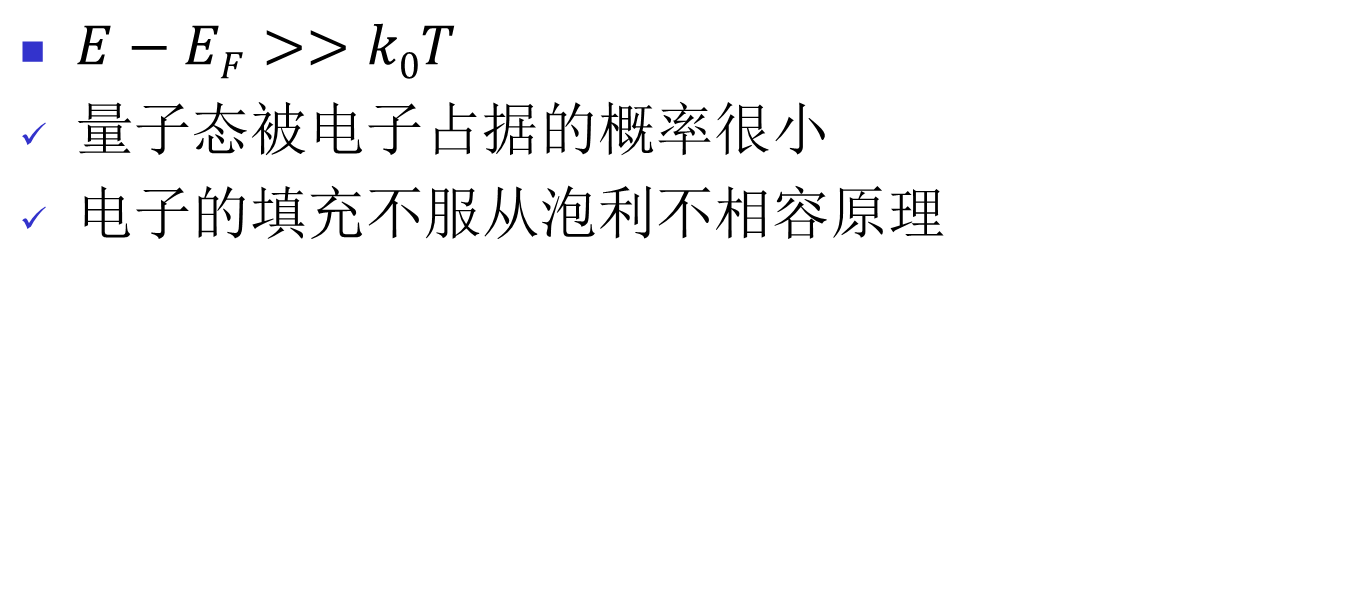 ■ E − E_F >> k_0T
✓ 量子态被电子占据的概率很小
✓ 电子的填充不服从泡利不相容原理